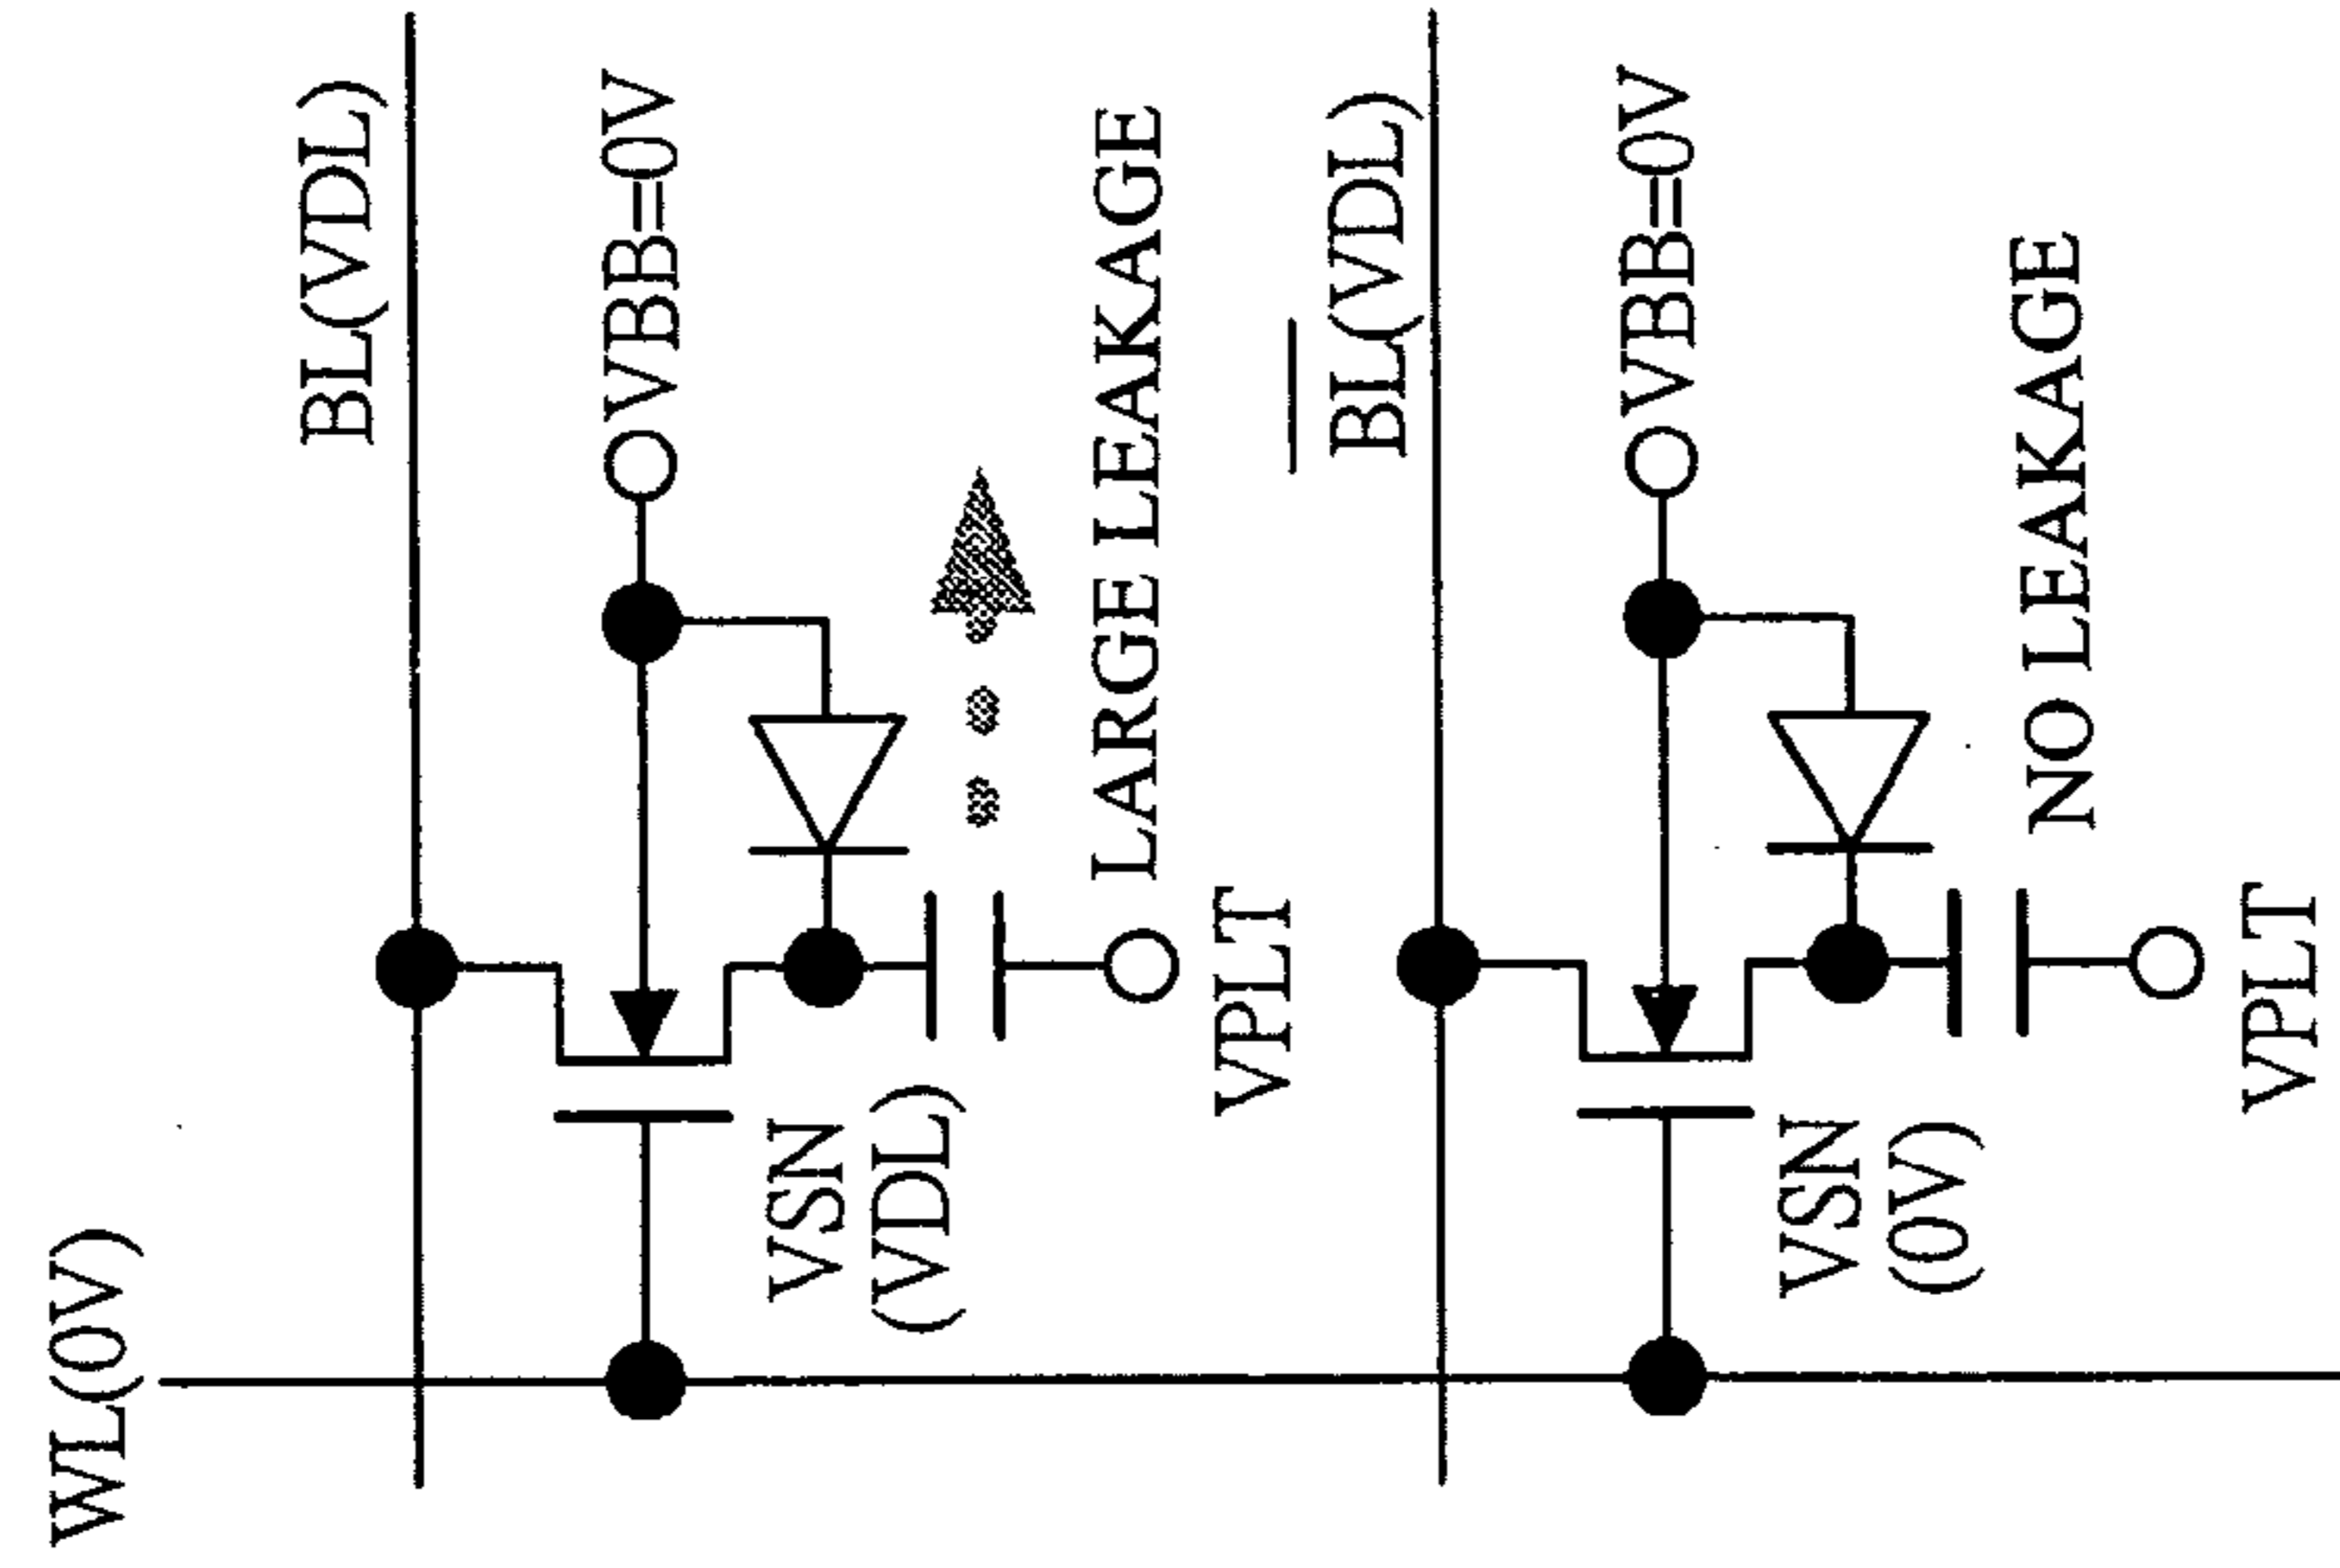 WL(0V)
BL(VDL)
VBB=0V
LARGE LEAKAGE
VSN
(VDL)
VPLT
BL(VDL)
VBB=0V
NO LEAKAGE
VSN
(0V)
VPLT